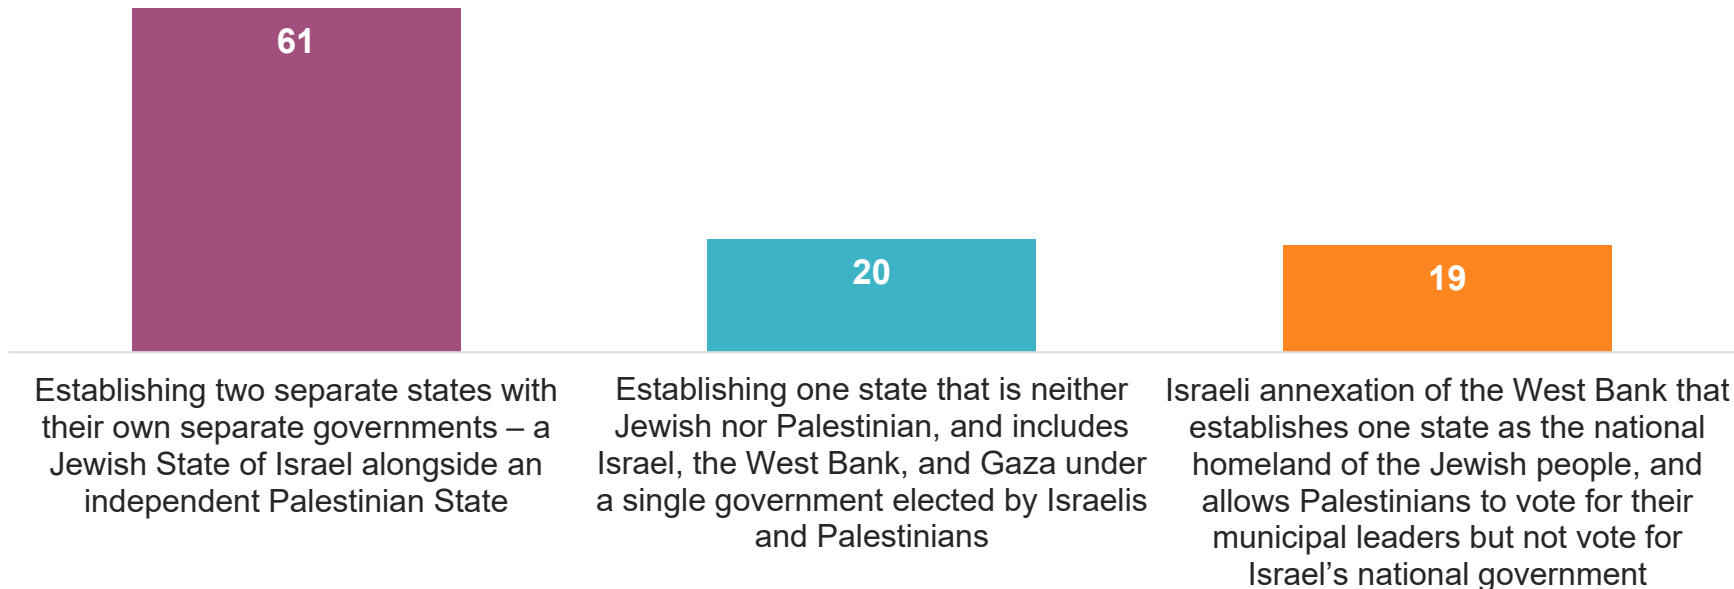 61
20
19
Establishing two separate states with
their own separate governments – a
Jewish State of Israel alongside an
independent Palestinian State
Establishing one state that is neither
Jewish nor Palestinian, and includes
Israel, the West Bank, and Gaza under
a single government elected by Israelis
and Palestinians
Israeli annexation of the West Bank that
establishes one state as the national
homeland of the Jewish people, and
allows Palestinians to vote for their
municipal leaders but not vote for
Israel’s national government